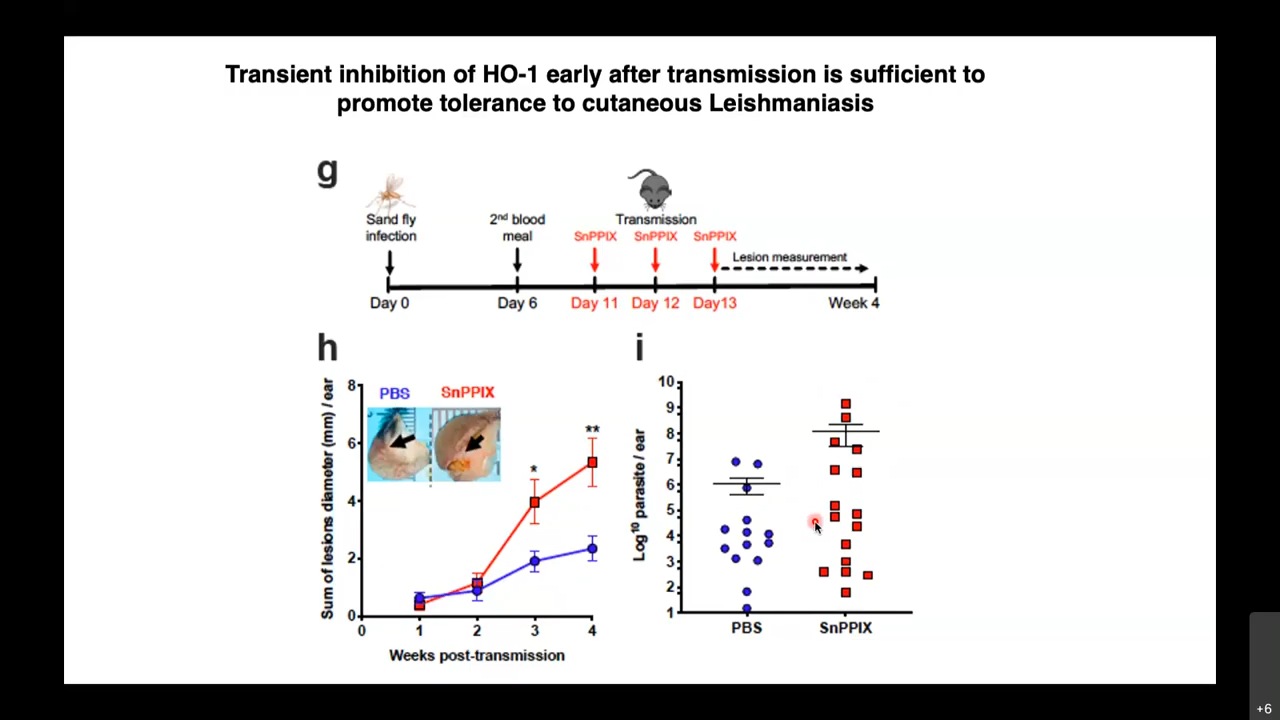 Transient inhibition of HO-1 early after transmission is sufficient to
promote tolerance to cutaneous Leishmaniasis
g
Sand fly
infection
2nd blood
meal
Transmission
SnPPIX SnPPIX SnPPIX
Lesion measurement
Day 0 Day 6 Day 11 Day 12 Day13 Week 4
h
Sum of lesions diameter (mm) / ear
8
6
4
2
0
PBS SnPPIX
*
**
0 1 2 3 4
Weeks post-transmission
i
Log10 parasite / ear
10
9
8
7
6
5
4
3
2
1
PBS SnPPIX
+6